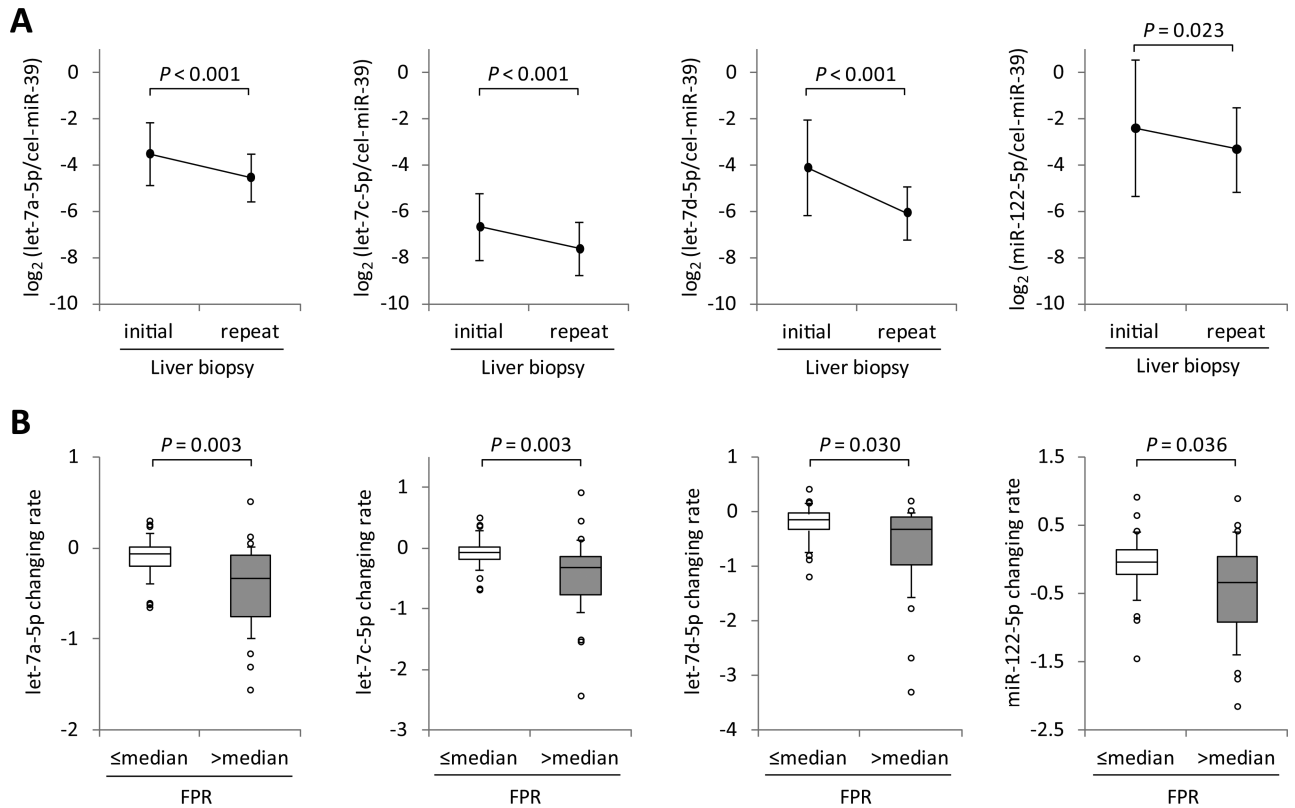 A
P < 0.001
log2 (let-7a-5p/cel-miR-39)
0
-2
-4
-6
-8
-10
initial repeat
Liver biopsy
P < 0.001
log2 (let-7c-5p/cel-miR-39)
0
-2
-4
-6
-8
-10
initial repeat
Liver biopsy
P < 0.001
log2 (let-7d-5p/cel-miR-39)
0
-2
-4
-6
-8
-10
initial repeat
Liver biopsy
P = 0.023
log2 (miR-122-5p/cel-miR-39)
0
-2
-4
-6
-8
-10
initial repeat
Liver biopsy
B
P = 0.003
let-7a-5p changing rate
1
0
-1
-2
≤median >median
FPR
P = 0.003
let-7c-5p changing rate
1
0
-1
-2
-3
≤median >median
FPR
P = 0.030
let-7d-5p changing rate
1
0
-1
-2
-3
-4
≤median >median
FPR
P = 0.036
miR-122-5p changing rate
1.5
0.5
-0.5
-1.5
-2.5
≤median >median
FPR